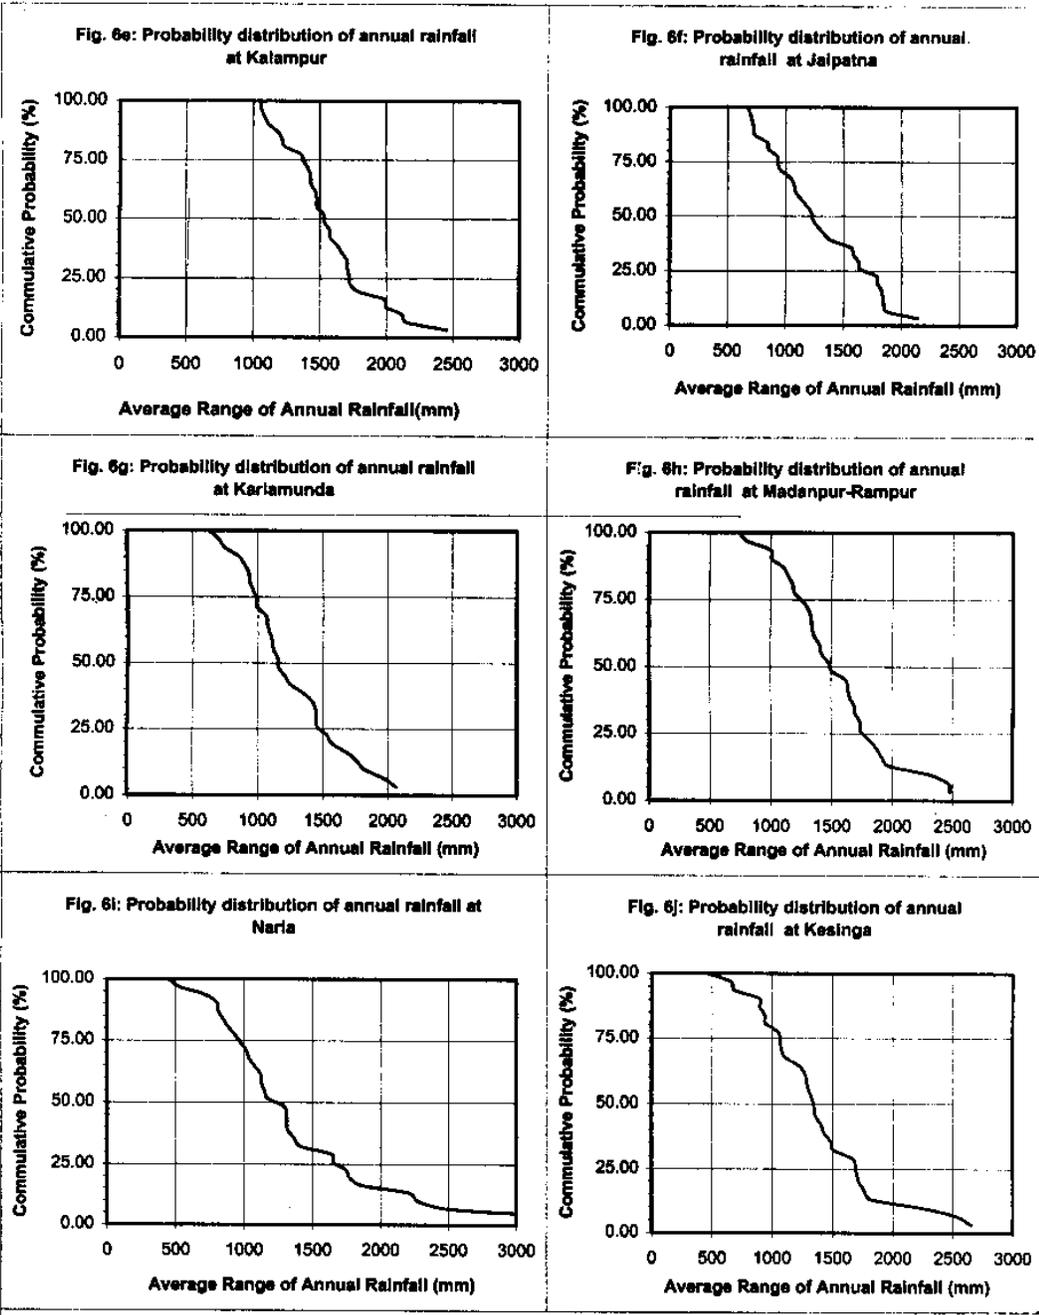 Fig. 6e: Probability distribution of annual rainfall
at Kalampur
100.00
75.00
50.00
25.00
0.00
Commulative Probability (%)
0 500 1000 1500 2000 2500 3000
Average Range of Annual Rainfall(mm)
Fig. 6f: Probability distribution of annual
rainfall at Jaipatna
100.00
75.00
50.00
25.00
0.00
Commulative Probability (%)
0 500 1000 1500 2000 2500 3000
Average Range of Annual Rainfall (mm)
Fig. 6g: Probability distribution of annual rainfall
at Karlamunda
100.00
75.00
50.00
25.00
0.00
Commulative Probability (%)
0 500 1000 1500 2000 2500 3000
Average Range of Annual Rainfall (mm)
Fig. 6h: Probability distribution of annual
rainfall at Madanpur-Rampur
100.00
75.00
50.00
25.00
0.00
Commulative Probability (%)
0 500 1000 1500 2000 2500 3000
Average Range of Annual Rainfall (mm)
Fig. 6i: Probability distribution of annual rainfall at
Narla
100.00
75.00
50.00
25.00
0.00
Commulative Probability (%)
0 500 1000 1500 2000 2500 3000
Average Range of Annual Rainfall (mm)
Fig. 6j: Probability distribution of annual
rainfall at Kesinga
100.00
75.00
50.00
25.00
0.00
Commulative Probability (%)
0 500 1000 1500 2000 2500 3000
Average Range of Annual Rainfall (mm)